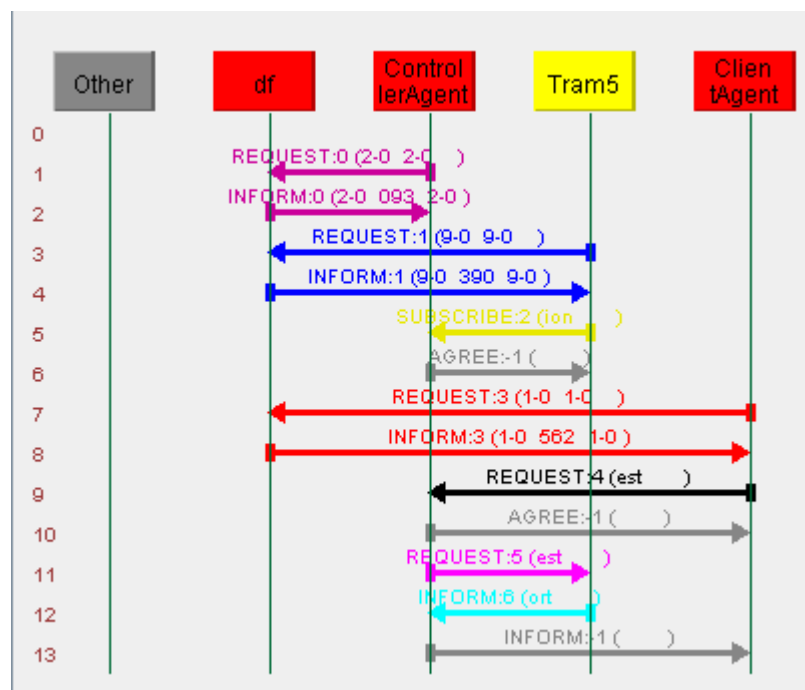 Other
df
Control
lerAgent
Tram5
Clien
tAgent
0
REQUEST:0 (2-0 2-0 )
1
INFORM:0 (2-0 093 2-0 )
2
REQUEST:1 (9-0 9-0 )
3
INFORM:1 (9-0 390 9-0 )
4
SUBSCRIBE:2 (ion )
5
AGREE:-1 ( )
6
REQUEST:3 (1-0 1-0 )
7
INFORM:3 (1-0 562 1-0 )
8
REQUEST:4 (est )
9
AGREE:-1 ( )
10
REQUEST:5 (est )
11
INFORM:6 (ort )
12
INFORM:-1 ( )
13